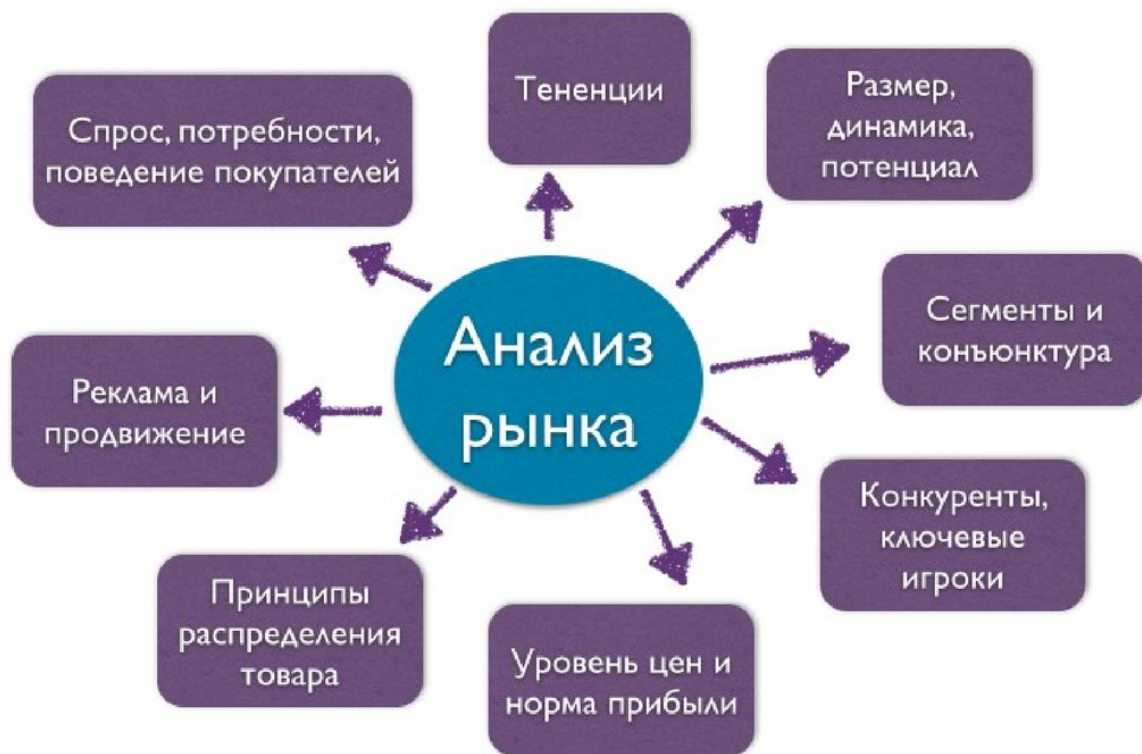 Тененции
Размер,
динамика,
потенциал
Спрос, потребности,
поведение покупателей
Сегменты и
конъюнктура
Анализ
рынка
Реклама и
продвижение
Конкуренты,
ключевые
игроки
Принципы
распределения
товара
Уровень цен и
норма прибыли